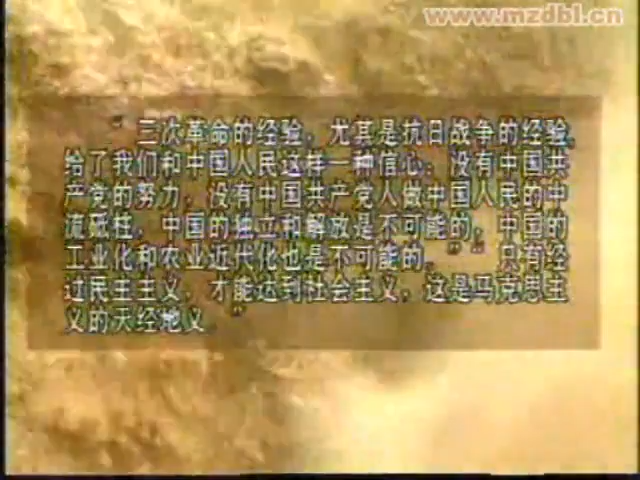 www.mzdbl.cn
“三次革命的经验，尤其是抗日战争的经验，
给了我们和中国人民这样一种信心：没有中国共
产党的努力，没有中国共产党人做中国人民的中
流砥柱，中国的独立和解放是不可能的，中国的
工业化和农业近代化也是不可能的。”“只有经
过民主主义，才能达到社会主义，这是马克思主
义的天经地义。”